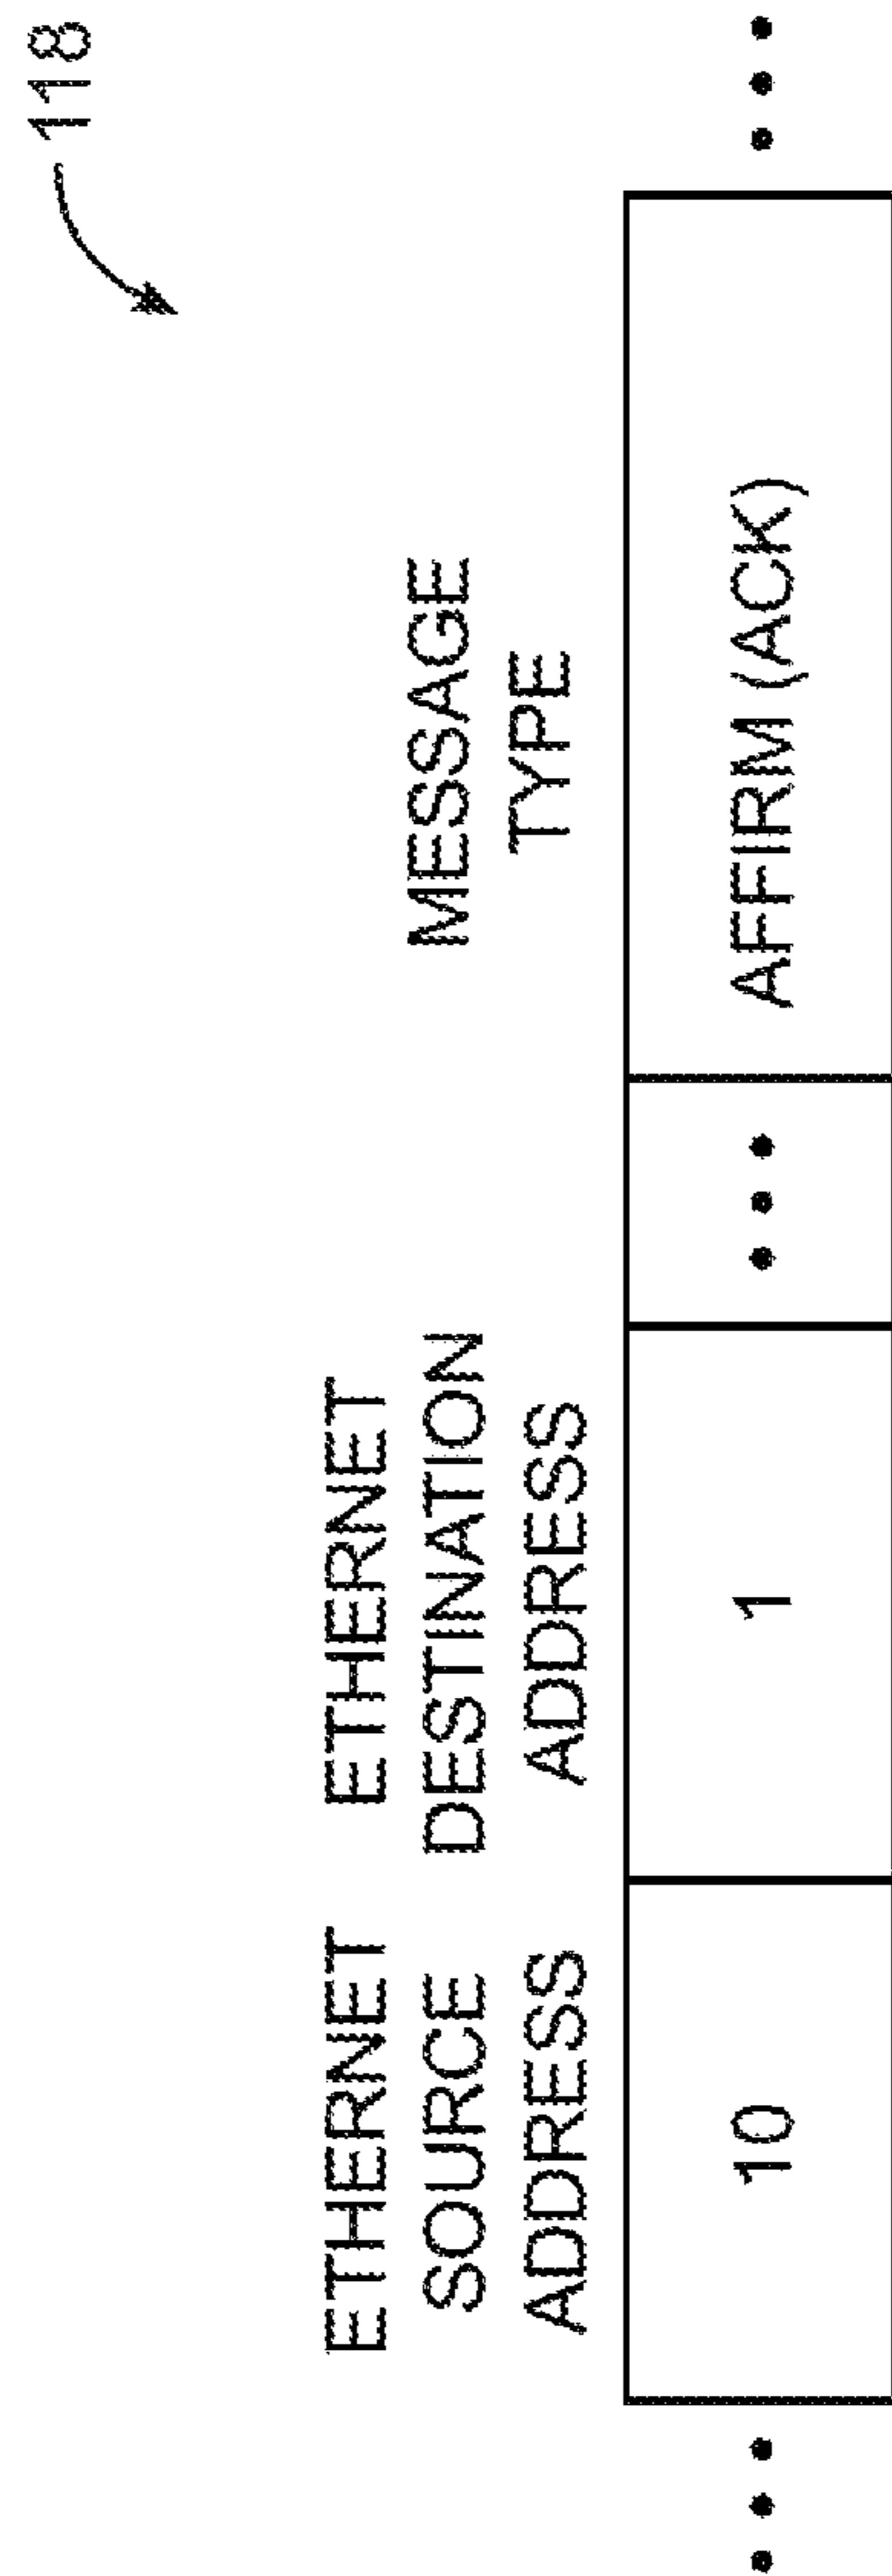 118
ETHERNET
SOURCE
ADDRESS
ETHERNET
DESTINATION
ADDRESS
MESSAGE
TYPE
10
1
AFFIRM (ACK)